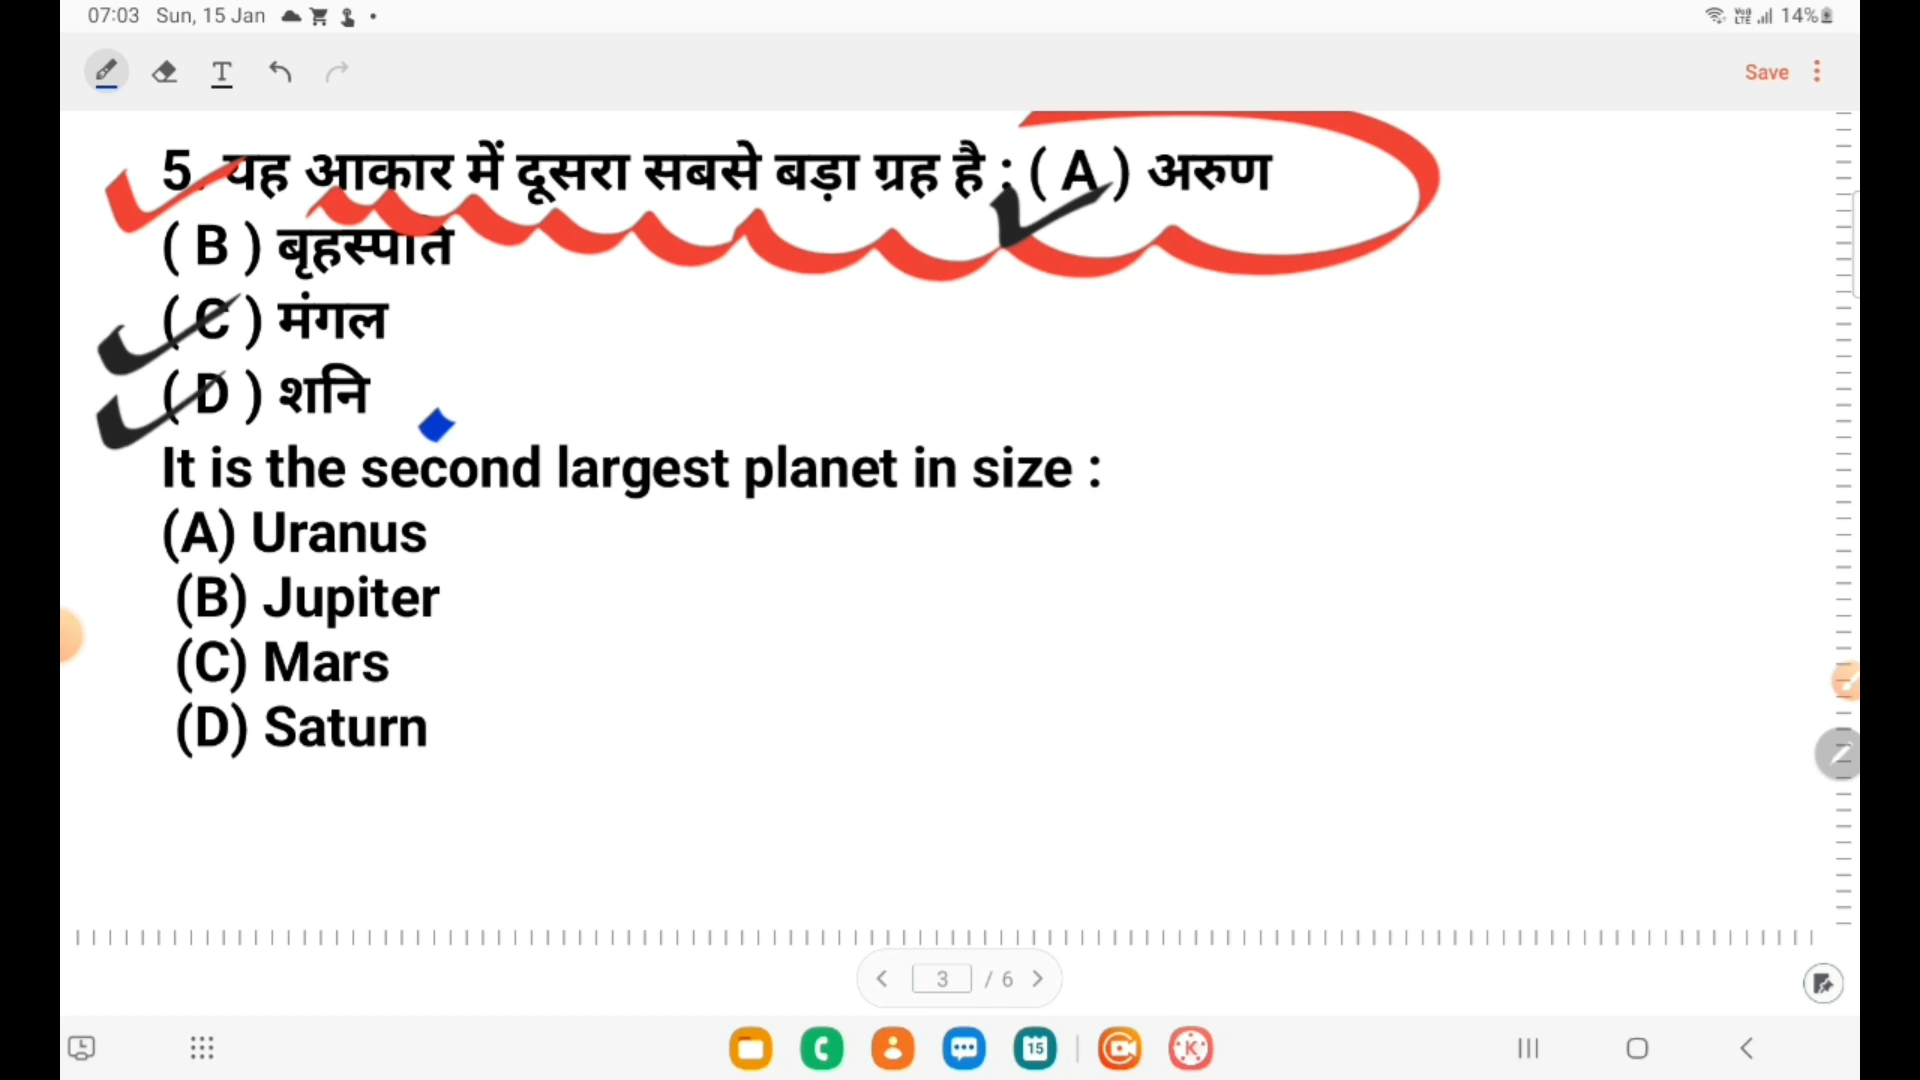 07:03 Sun, 15 Jan
14%
T
Save
5. यह आकार में दूसरा सबसे बड़ा ग्रह है : ( A ) अरुण
( B ) बृहस्पति
( C ) मंगल
( D ) शनि
It is the second largest planet in size :
(A) Uranus
(B) Jupiter
(C) Mars
(D) Saturn
3 / 6
15
K